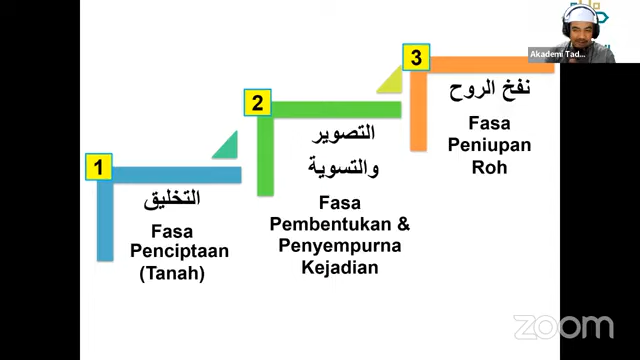 1
التخليق
Fasa
Penciptaan
(Tanah)
2
التصوير
والتسوية
Fasa
Pembentukan &
Penyempurna
Kejadian
3
نفخ الروح
Fasa
Peniupan
Roh
Akademi Tad...
zoom